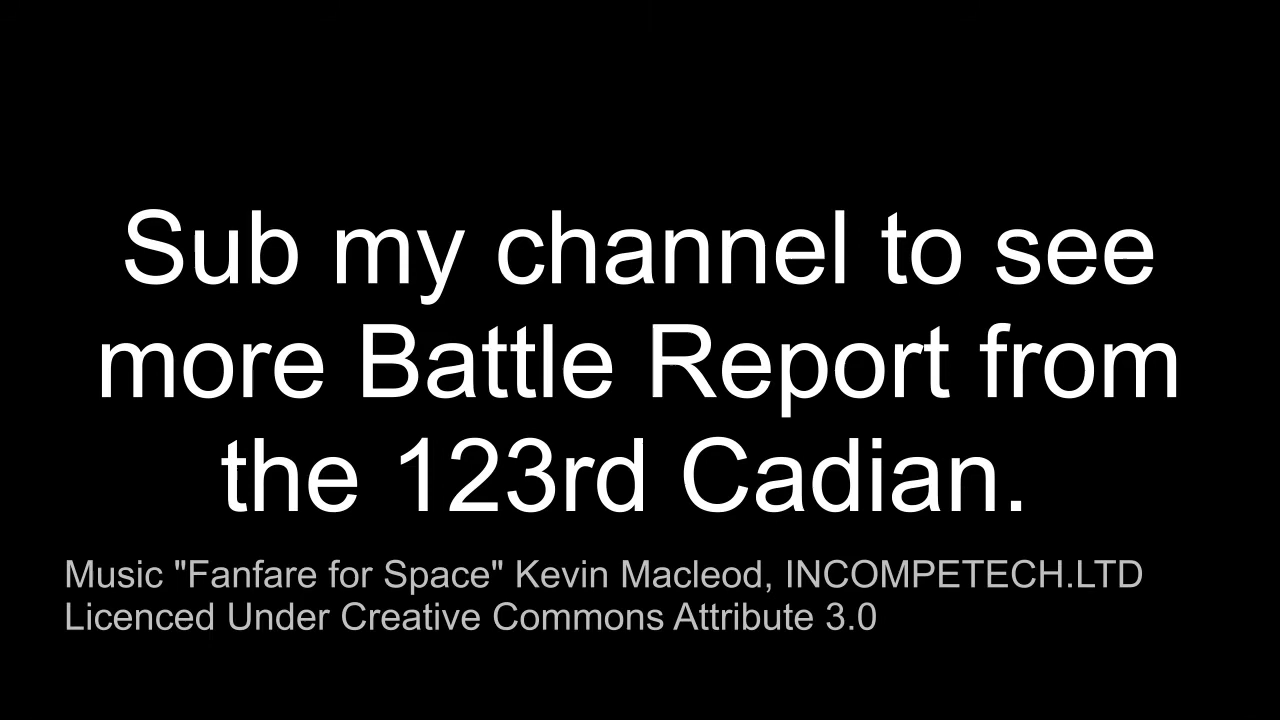 Sub my channel to see
more Battle Report from
the 123rd Cadian.
Music "Fanfare for Space" Kevin Macleod, INCOMPETECH.LTD
Licenced Under Creative Commons Attribute 3.0